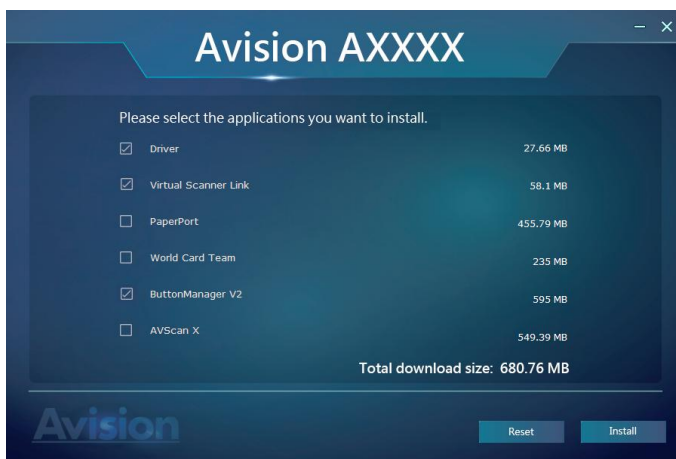 Avision AXXXX
Please select the applications you want to install.
Driver 27.66 MB
Virtual Scanner Link 58.1 MB
PaperPort 455.79 MB
World Card Team 235 MB
ButtonManager V2 595 MB
AVScan X 549.39 MB
Total download size: 680.76 MB
Avision
Reset Install